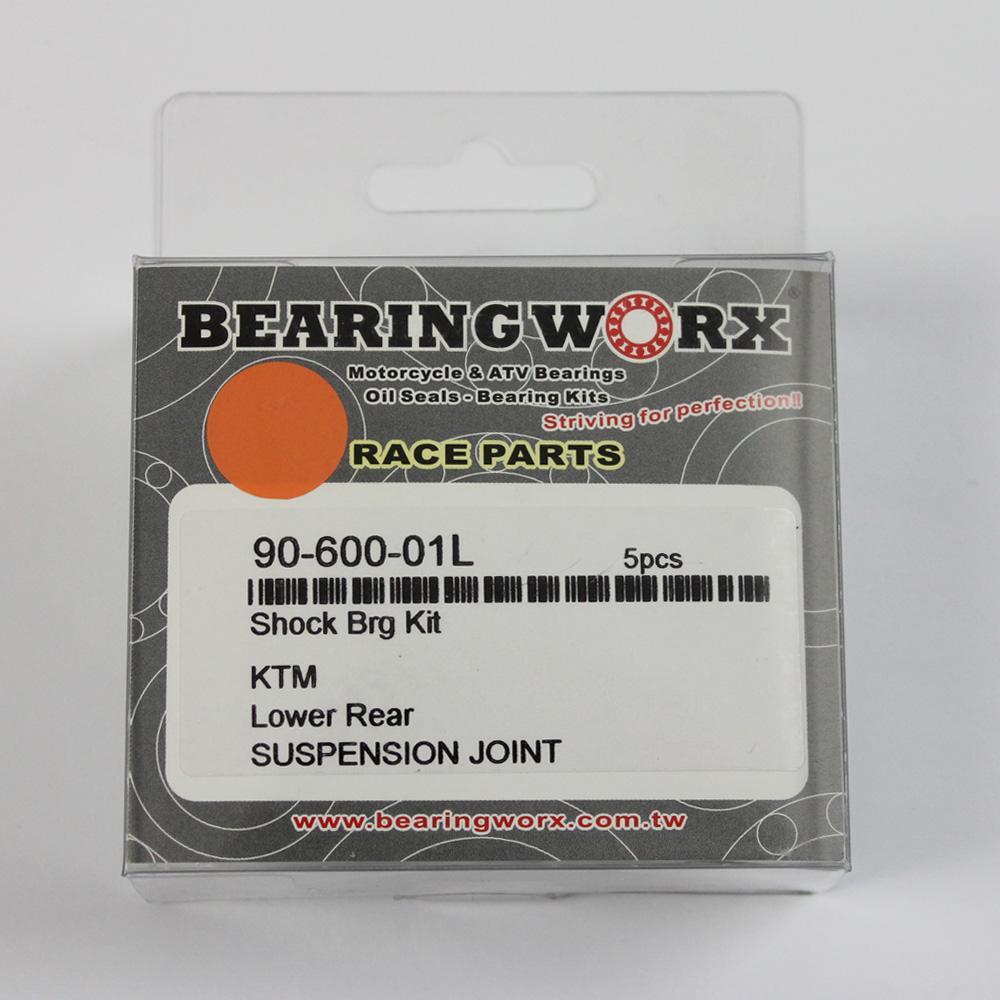 BEARINGWORX®
Motorcycle & ATV Bearings
Oil Seals - Bearing Kits
Striving for perfection!!
RACE PARTS
90-600-01L 5pcs
Shock Brg Kit
KTM
Lower Rear
SUSPENSION JOINT
www.bearingworx.com.tw